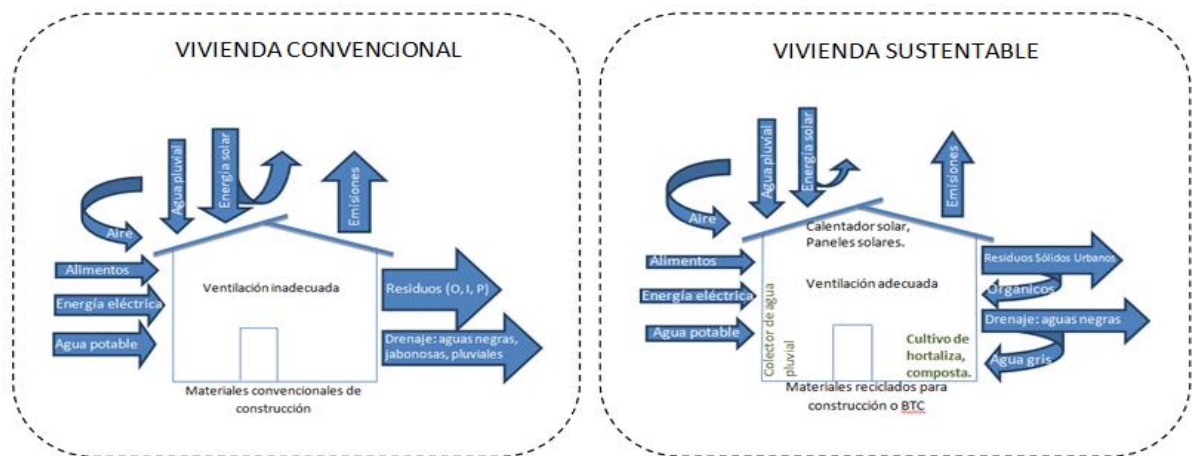 VIVIENDA CONVENCIONAL
Aire
Agua pluvial
Energía solar
Emisiones
Alimentos
Energía eléctrica
Agua potable
Ventilación inadecuada
Residuos (O, I, P)
Drenaje: aguas negras,
jabonosas, pluviales
Materiales convencionales de
construcción
VIVIENDA SUSTENTABLE
Aire
Agua pluvial
Energía solar
Emisiones
Calentador solar,
Paneles solares.
Alimentos
Energía eléctrica
Agua potable
Colector de agua
pluvial
Ventilación adecuada
Cultivo de
hortaliza,
composta.
Residuos Sólidos Urbanos
Orgánicos
Drenaje: aguas negras
Agua gris
Materiales reciclados para
construcción o BTC